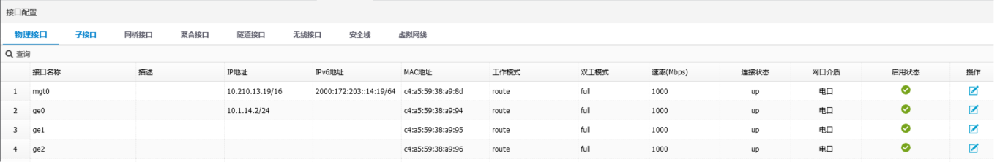 接口配置
物理接口 子接口 网桥接口 聚合接口 隧道接口 无线接口 安全域 虚拟网线
查询
接口名称 描述 IP地址 IPv6地址 MAC地址 工作模式 双工模式 速率(Mbps) 连接状态 网口介质 启用状态 操作
1 mgt0 10.210.13.19/16 2000:172:203::14:19/64 c4:a5:59:38:a9:8d route full 1000 up 电口
2 ge0 10.1.14.2/24 c4:a5:59:38:a9:94 route full 1000 up 电口
3 ge1 c4:a5:59:38:a9:95 route full 1000 up 电口
4 ge2 c4:a5:59:38:a9:96 route full 1000 up 电口